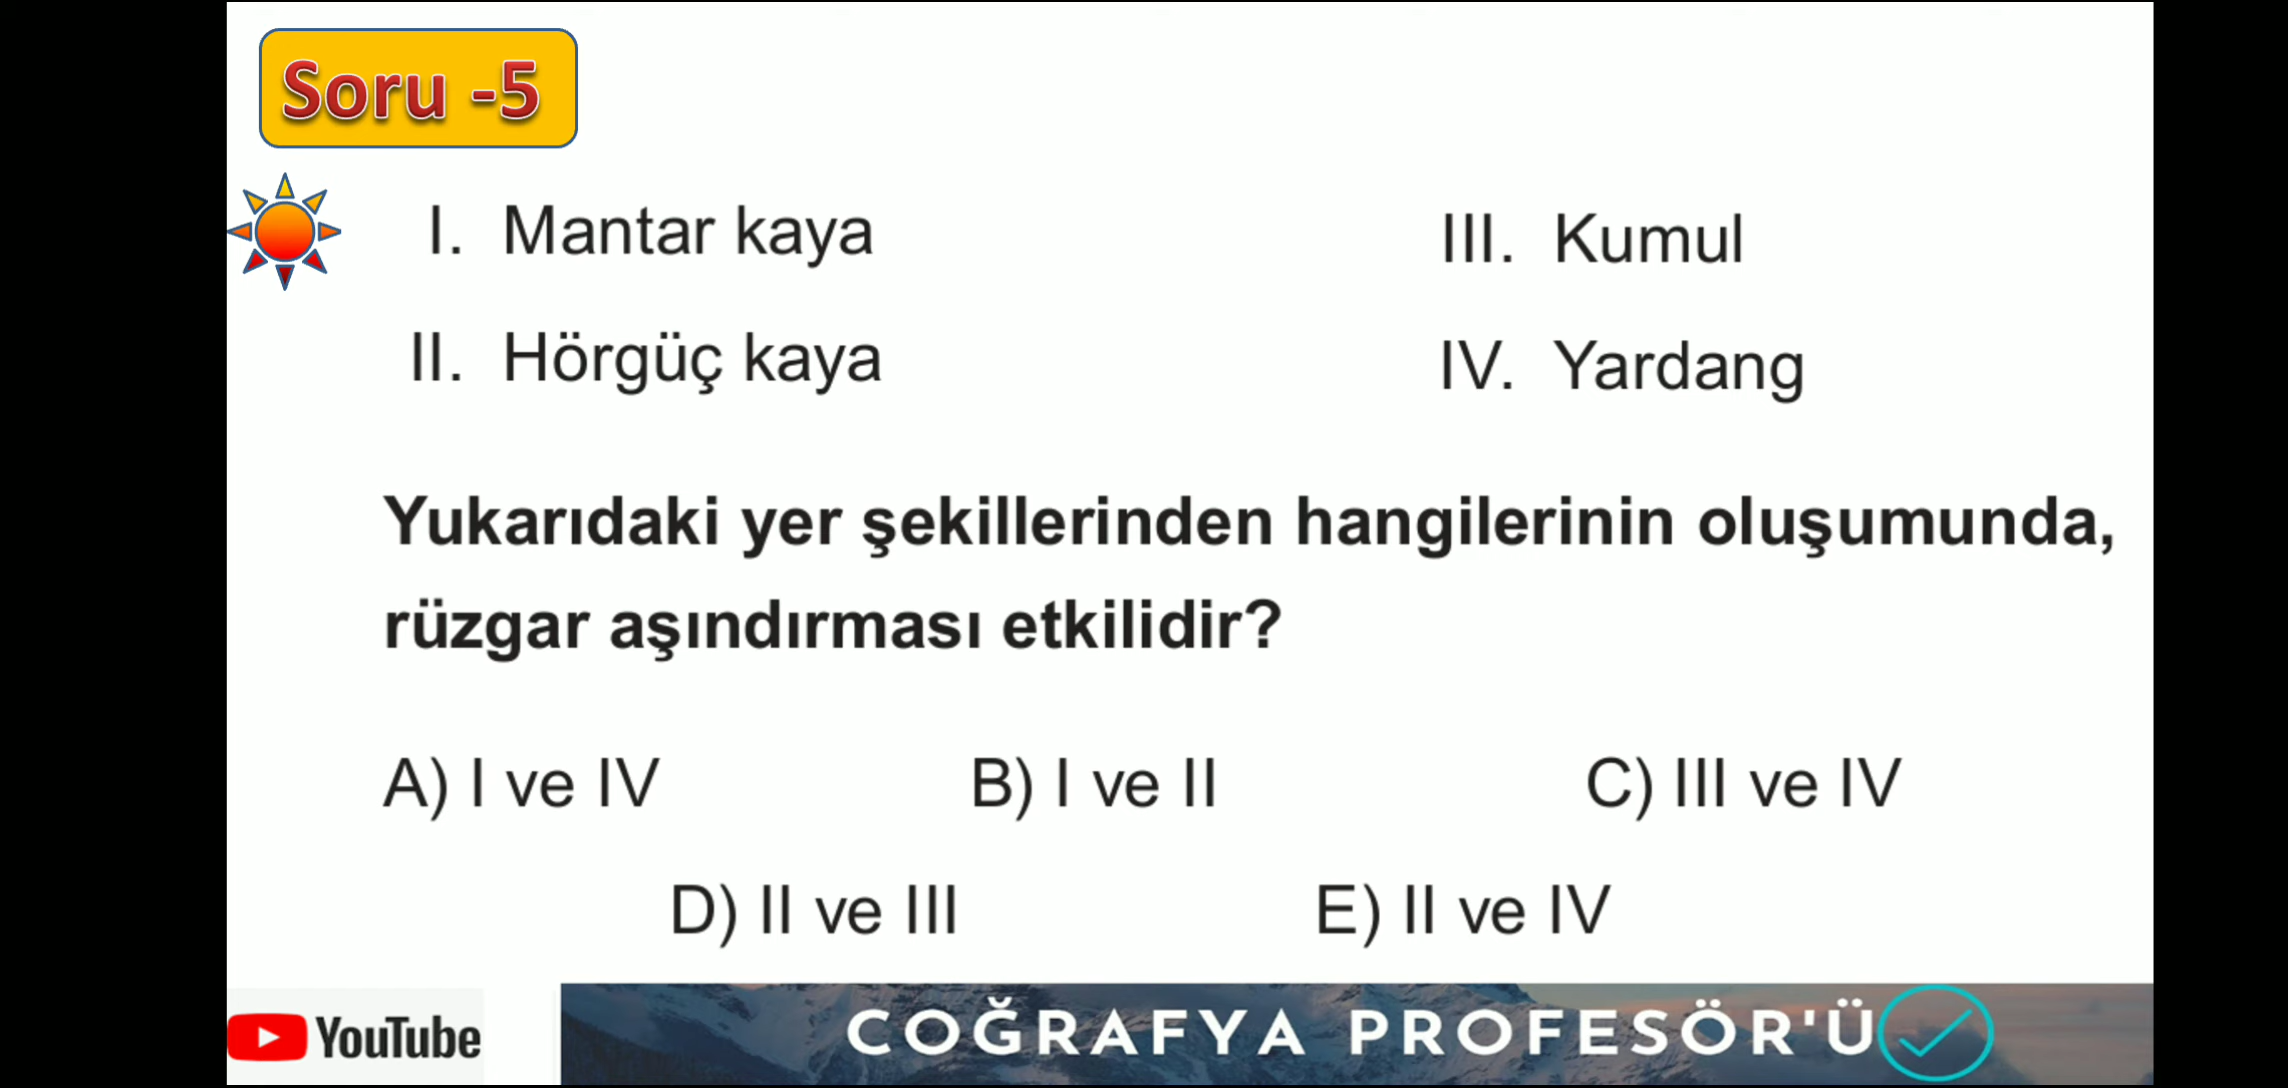 Soru -5
I. Mantar kaya
III. Kumul
II. Hörgüç kaya
IV. Yardang
Yukarıdaki yer şekillerinden hangilerinin oluşumunda,
rüzgar aşındırması etkilidir?
A) I ve IV
B) I ve II
C) III ve IV
D) II ve III
E) II ve IV
YouTube
COĞRAFYA PROFESÖR'Ü